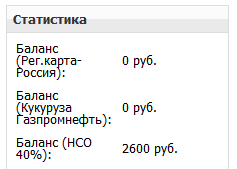 Статистика
Баланс
(Рег.карта-
Россия): 0 руб.
Баланс
(Кукуруза
Газпромнефть): 0 руб.
Баланс (НСО
40%): 2600 руб.